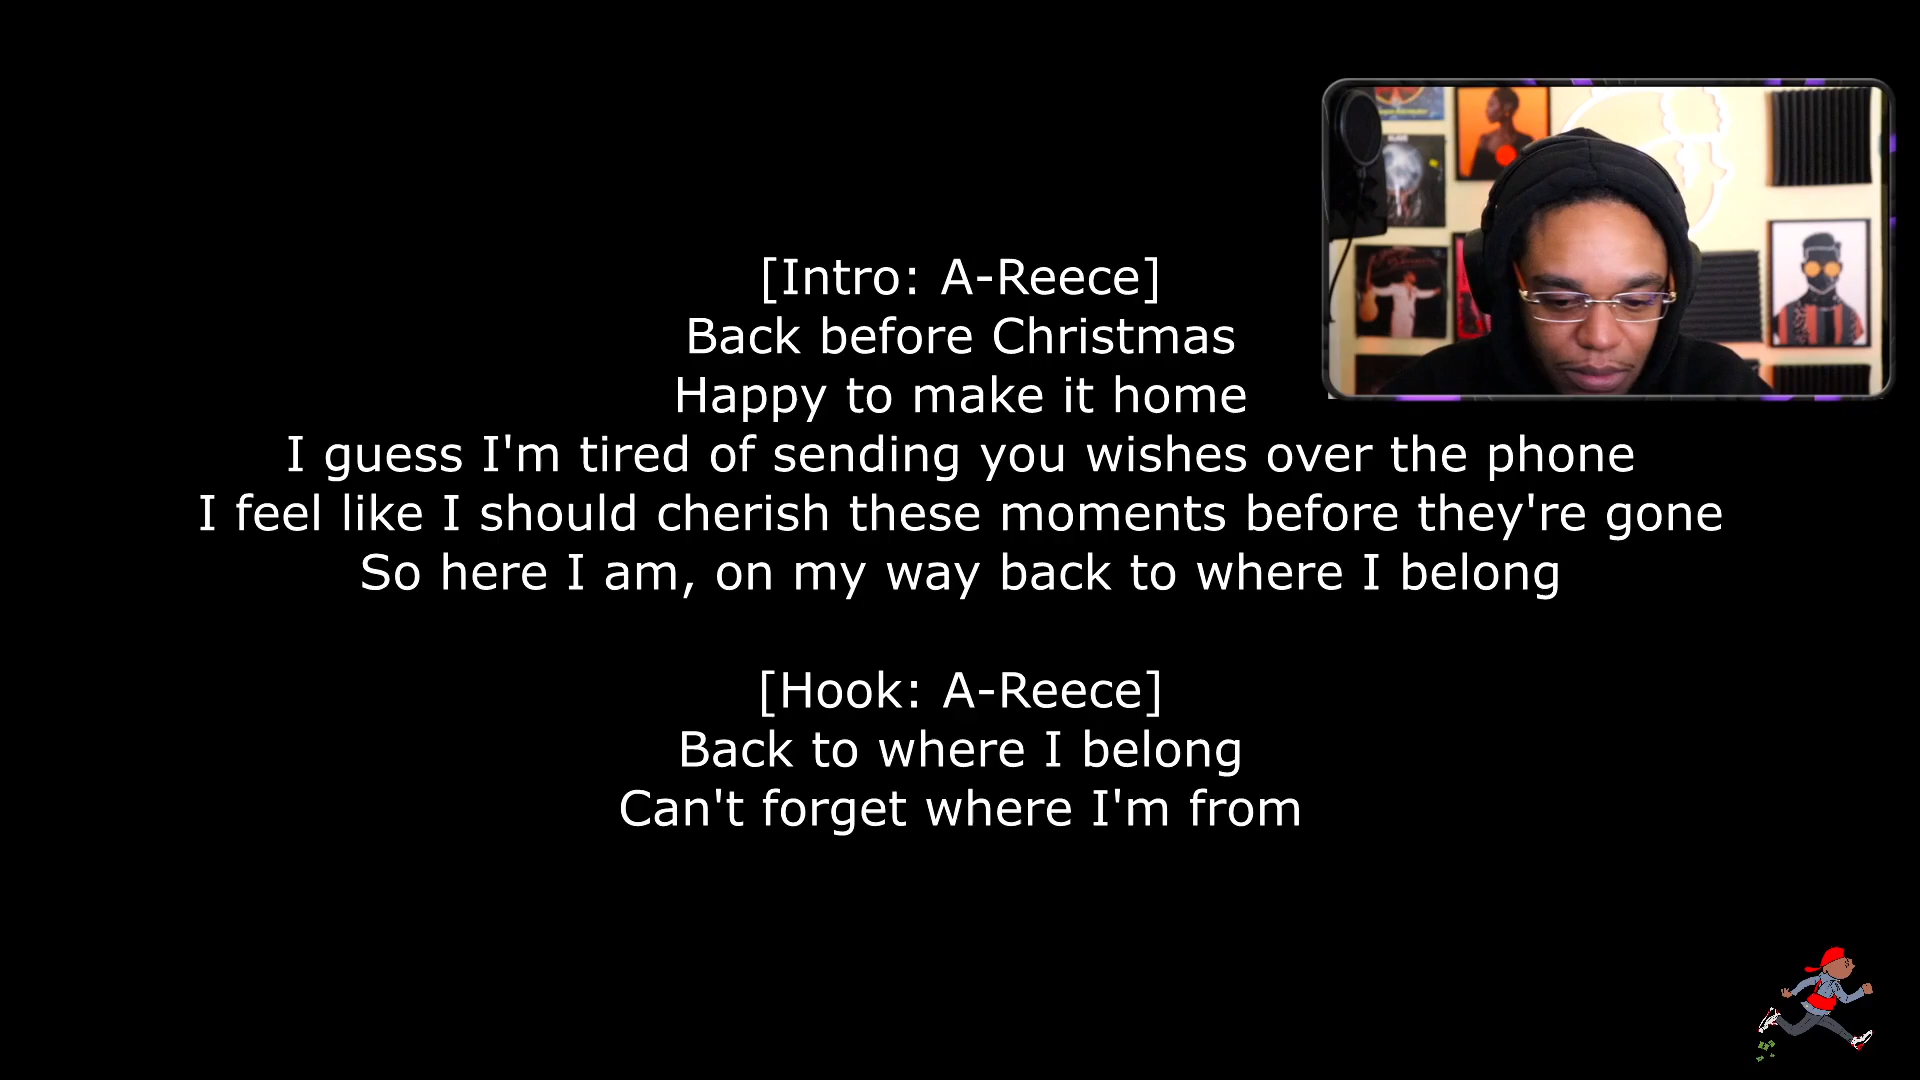 [Intro: A-Reece]
Back before Christmas
Happy to make it home
I guess I'm tired of sending you wishes over the phone
I feel like I should cherish these moments before they're gone
So here I am, on my way back to where I belong

[Hook: A-Reece]
Back to where I belong
Can't forget where I'm from